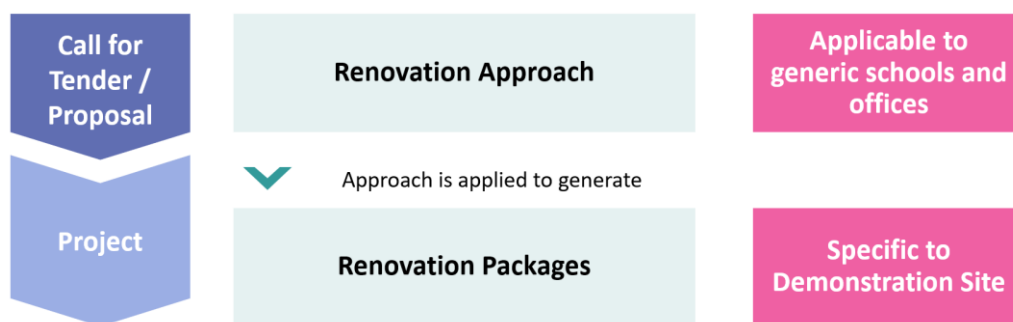 Call for
Tender /
Proposal
Renovation Approach
Applicable to
generic schools and
offices
Approach is applied to generate
Project
Renovation Packages
Specific to
Demonstration Site